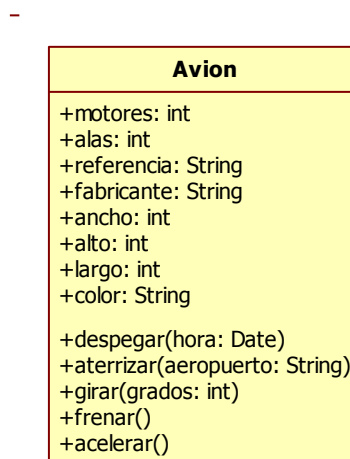 Avion
+motores: int
+alas: int
+referencia: String
+fabricante: String
+ancho: int
+alto: int
+largo: int
+color: String
+despegar(hora: Date)
+aterrizar(aeropuerto: String)
+girar(grados: int)
+frenar()
+acelerar()